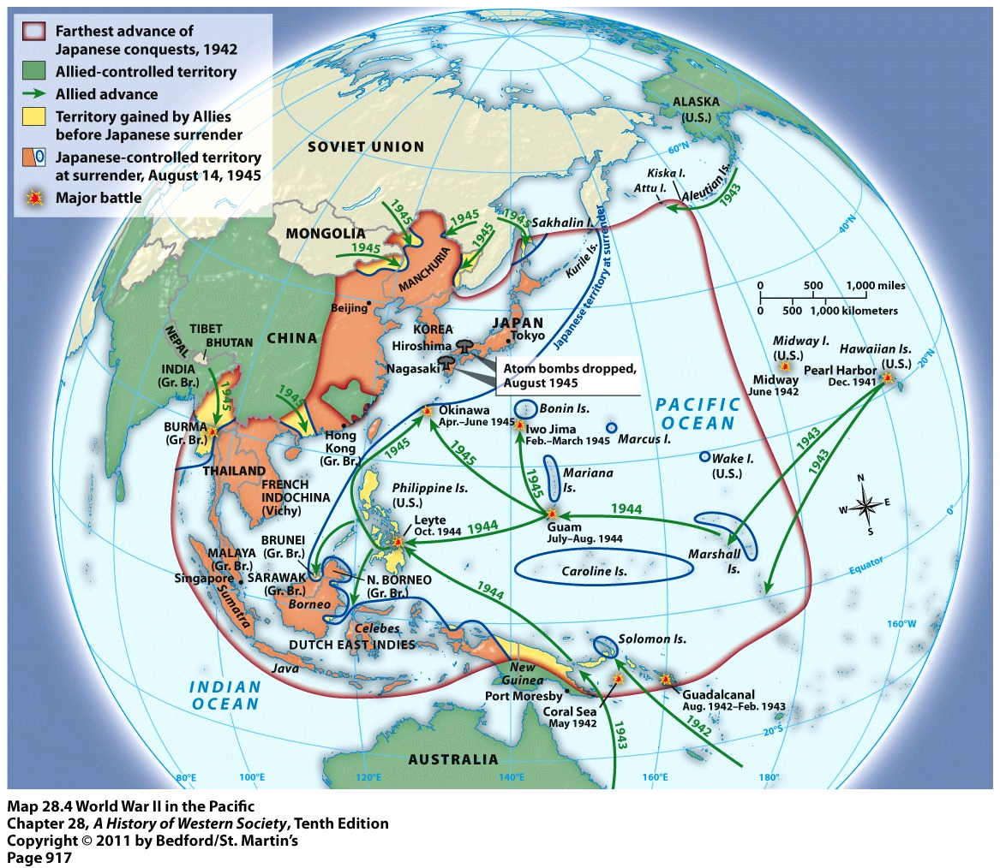 Farthest advance of
Japanese conquests, 1942
Allied-controlled territory
Allied advance
Territory gained by Allies
before Japanese surrender
Japanese-controlled territory
at surrender, August 14, 1945
Major battle
ALASKA
(U.S.)
60°N
SOVIET UNION
Kiska I.
Attu I.
Aleutian Is.
1943
40°N
1945
1945
1945
1945
1945
Sakhalin I.
MONGOLIA
MANCHURIA
Kurile Is.
Japanese territory at surrender
0 500 1,000 miles
0 500 1,000 kilometers
Beijing
KOREA
JAPAN
Tokyo
Hiroshima
Nagasaki
Atom bombs dropped,
August 1945
TIBET
NEPAL
BHUTAN
CHINA
INDIA
(Gr. Br.)
1945
1945
BURMA
(Gr. Br.)
Midway I.
(U.S.)
Midway
June 1942
Hawaiian Is.
(U.S.)
Pearl Harbor
Dec. 1941
20°N
PACIFIC
OCEAN
Okinawa
Apr.–June 1945
Bonin Is.
Iwo Jima
Feb.–March 1945
Marcus I.
Hong
Kong
(Gr. Br.)
Wake I.
(U.S.)
1943
1943
THAILAND
FRENCH
INDOCHINA
(Vichy)
1945
1945
1945
Mariana
Is.
Philippine Is.
(U.S.)
Leyte
Oct. 1944
1944
1944
Guam
July–Aug. 1944
N
W E
S
0°
BRUNEI
(Gr. Br.)
MALAYA
(Gr. Br.)
Singapore
SARAWAK
(Gr. Br.)
N. BORNEO
(Gr. Br.)
Marshall
Is.
Caroline Is.
Equator
1944
Sumatra
Borneo
Celebes
DUTCH EAST INDIES
160°W
Solomon Is.
Java
New
Guinea
Port Moresby
Coral Sea
May 1942
Guadalcanal
Aug. 1942–Feb. 1943
INDIAN
OCEAN
1943
1942
20°S
AUSTRALIA
80°E 100°E 120°E 140°E 160°E 180°
Map 28.4 World War II in the Pacific
Chapter 28, A History of Western Society, Tenth Edition
Copyright © 2011 by Bedford/St. Martin's
Page 917